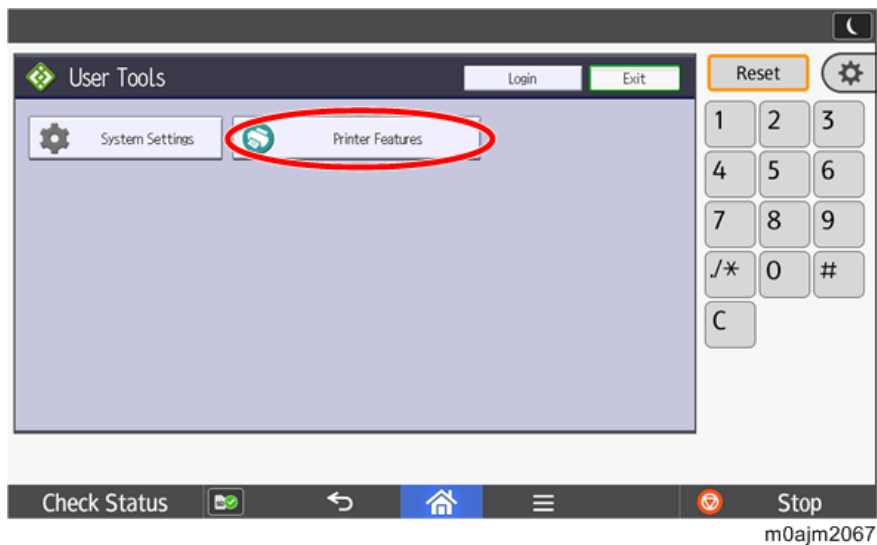 User Tools
Login
Exit
Reset
System Settings
Printer Features
1 2 3
4 5 6
7 8 9
./* 0 #
C
Check Status
Stop
m0ajm2067